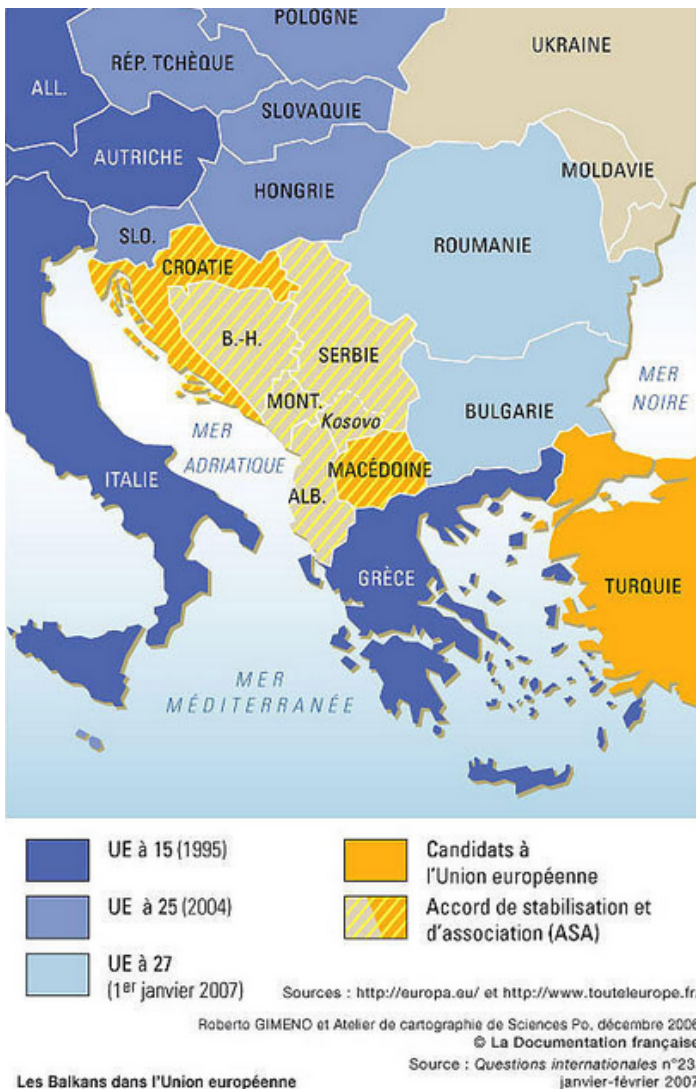 POLOGNE
UKRAINE
RÉP. TCHÈQUE
ALL.
SLOVAQUIE
AUTRICHE
MOLDAVIE
HONGRIE
SLO.
ROUMANIE
CROATIE
B.-H.
SERBIE
MER
NOIRE
MONT.
Kosovo
BULGARIE
MER
ADRIATIQUE
ITALIE
MACÉDOINE
ALB.
GRÈCE
TURQUIE
MER
MÉDITERRANÉE
UE à 15 (1995)
UE à 25 (2004)
UE à 27
(1er janvier 2007)
Candidats à
l'Union européenne
Accord de stabilisation et
d'association (ASA)
Sources : http://europa.eu/ et http://www.touteleurope.fr
Roberto GIMENO et Atelier de cartographie de Sciences Po, décembre 2006
© La Documentation française
Source : Questions internationales n°23
Les Balkans dans l'Union européenne
janvier-février 2007